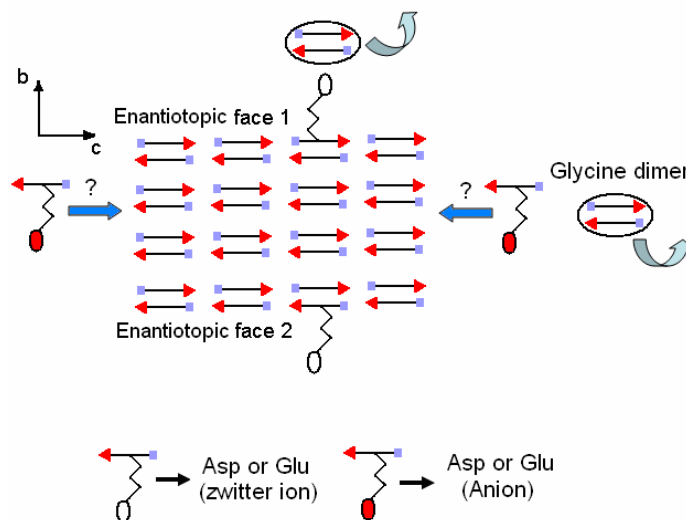 b
Enantiotopic face 1
c
?
?
Glycine dimer
Enantiotopic face 2
Asp or Glu
(zwitter ion)
Asp or Glu
(Anion)